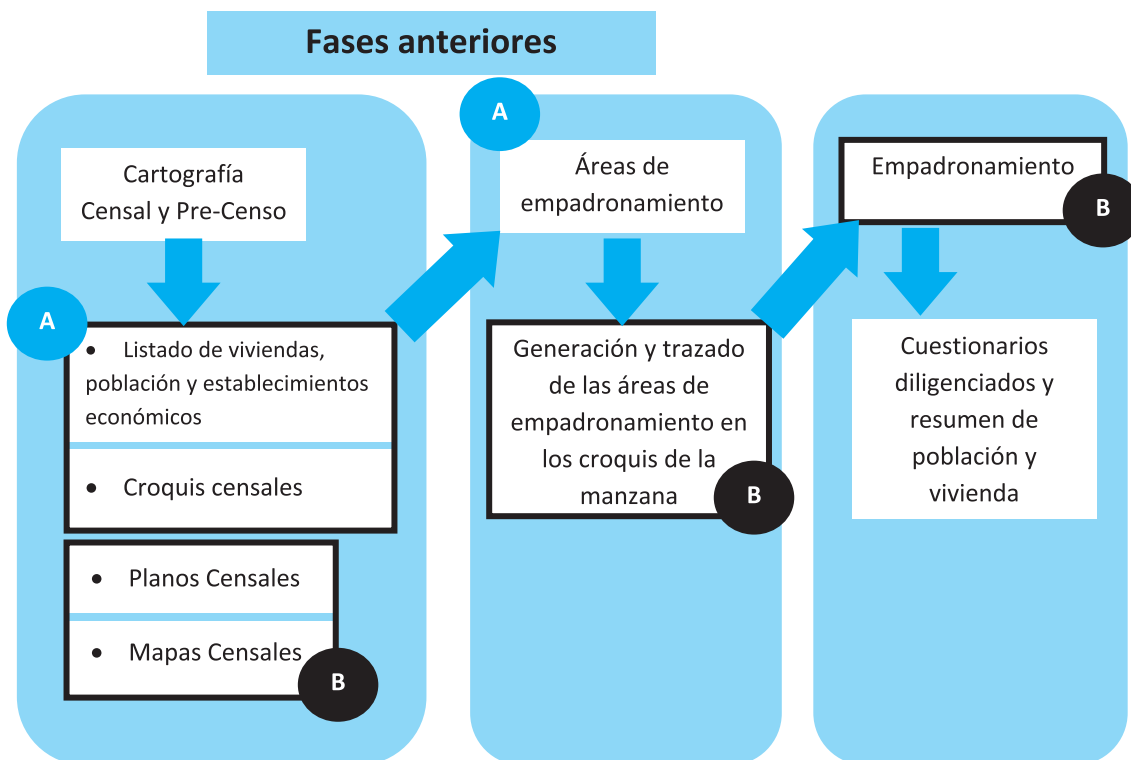 Fases anteriores
Cartografía
Censal y Pre-Censo
A
• Listado de viviendas,
población y establecimientos
económicos
• Croquis censales
• Planos Censales
• Mapas Censales
B
A
Áreas de
empadronamiento
Generación y trazado
de las áreas de
empadronamiento en
los croquis de la
manzana
B
Empadronamiento
B
Cuestionarios
diligenciados y
resumen de
población y
vivienda